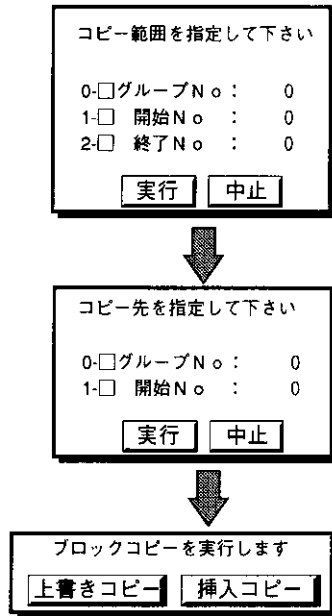 コピー範囲を指定して下さい
0-□グループNo: 0
1-□ 開始No : 0
2-□ 終了No : 0
実行 中止
コピー先を指定して下さい
0-□グループNo: 0
1-□ 開始No : 0
実行 中止
ブロックコピーを実行します
上書きコピー 挿入コピー